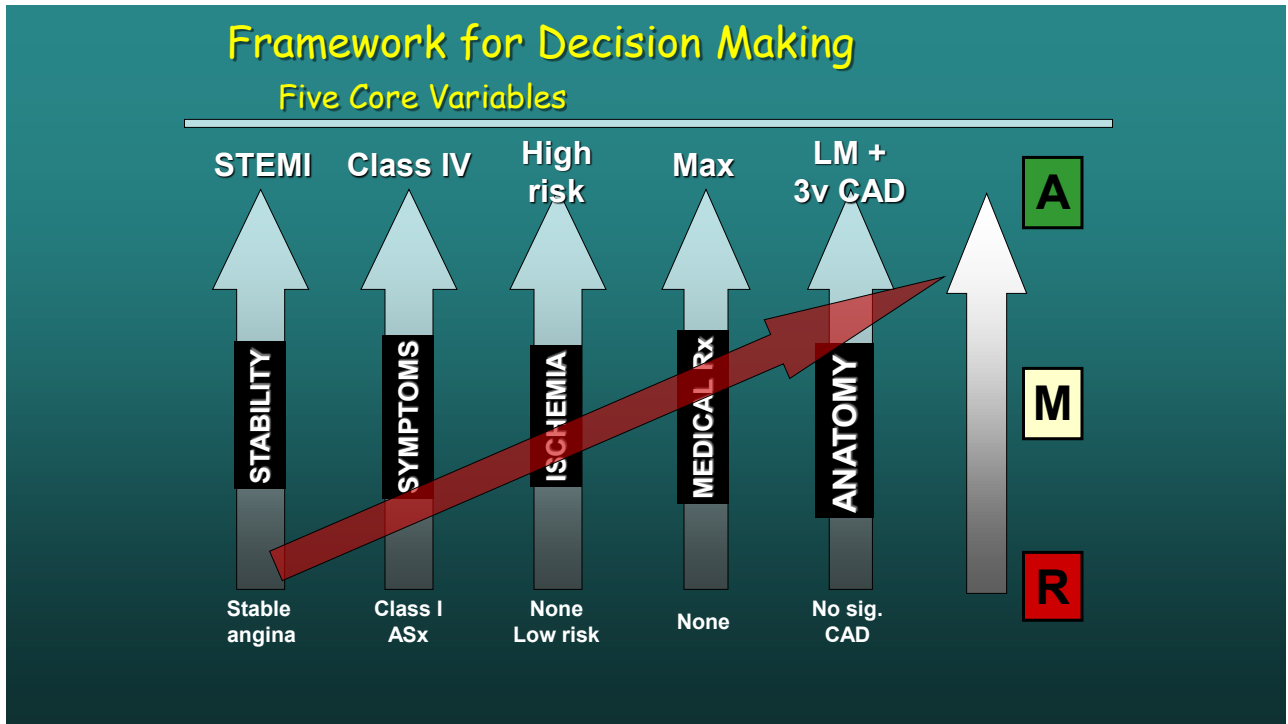 Framework for Decision Making
Five Core Variables
STEMI
Class IV
High
risk
Max
LM +
3v CAD
A
STABILITY
SYMPTOMS
ISCHEMIA
MEDICAL Rx
ANATOMY
M
Stable
angina
Class I
ASx
None
Low risk
None
No sig.
CAD
R